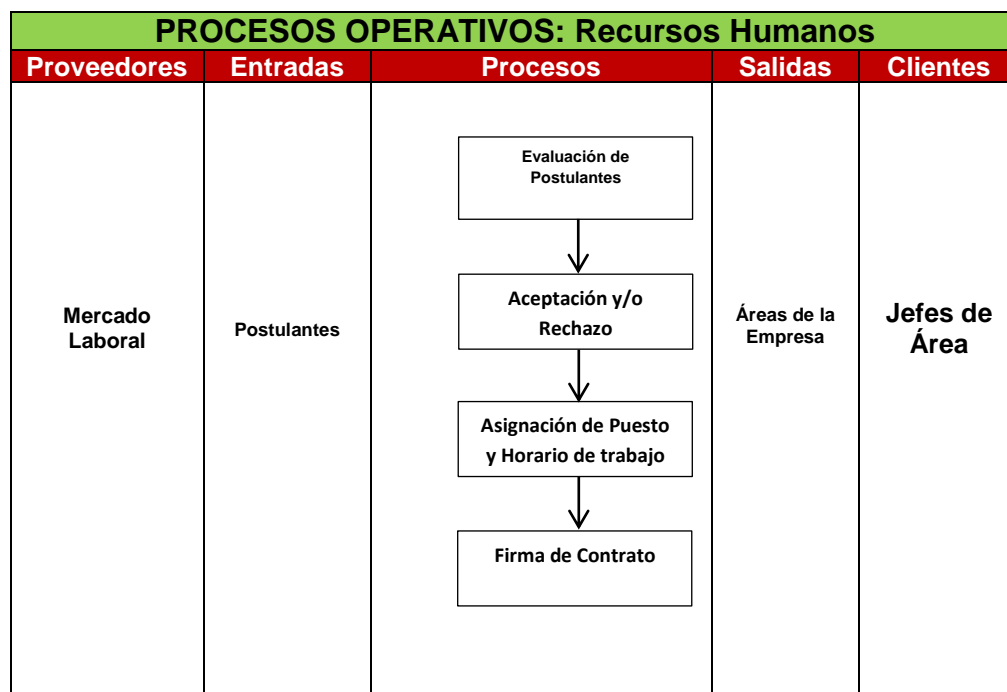 PROCESOS OPERATIVOS: Recursos Humanos
Proveedores Entradas Procesos Salidas Clientes
Mercado
Laboral
Postulantes
Evaluación de
Postulantes
Aceptación y/o
Rechazo
Asignación de Puesto
y Horario de trabajo
Firma de Contrato
Áreas de la
Empresa
Jefes de
Área